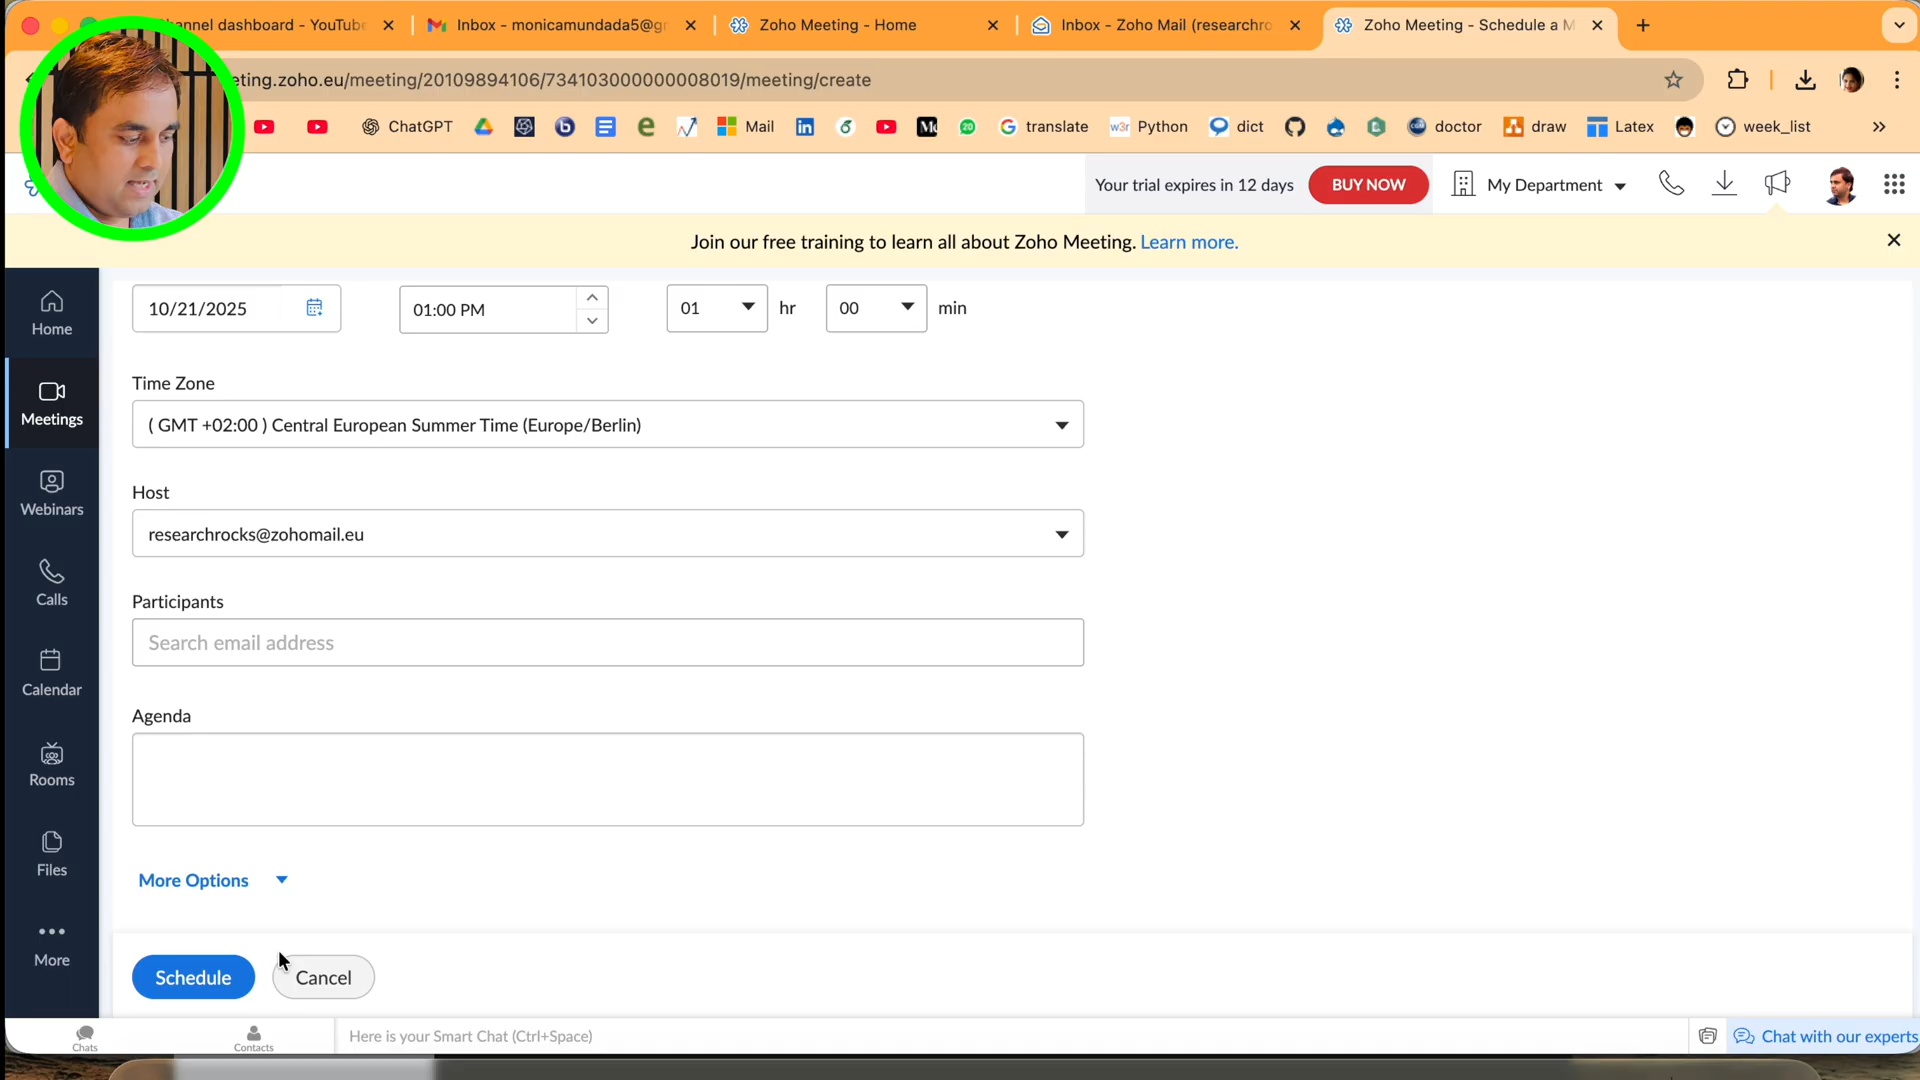 channel dashboard - YouTube
Inbox - monicamundada5@gr
Zoho Meeting - Home
Inbox - Zoho Mail (researchro
Zoho Meeting - Schedule a M
eting.zoho.eu/meeting/20109894106/734103000000008019/meeting/create
ChatGPT
Mail
translate
Python
dict
doctor
draw
Latex
week_list
Your trial expires in 12 days
BUY NOW
My Department
Join our free training to learn all about Zoho Meeting. Learn more.
Home
Meetings
Webinars
Calls
Calendar
Rooms
Files
More
10/21/2025
01:00 PM
01
hr
00
min
Time Zone
( GMT +02:00 ) Central European Summer Time (Europe/Berlin)
Host
researchrocks@zohomail.eu
Participants
Search email address
Agenda
More Options
Schedule
Cancel
Chats
Contacts
Here is your Smart Chat (Ctrl+Space)
Chat with our experts